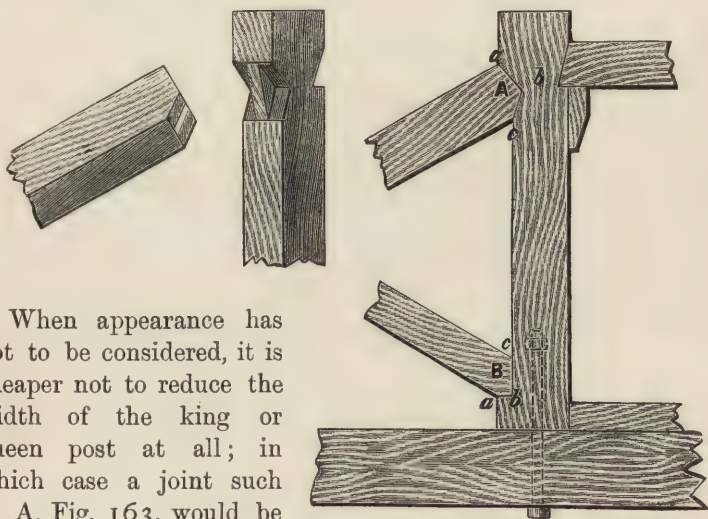 a
b
A
c
c
B
a b
When appearance has
ot to be considered, it is
heaper not to reduce the
idth of the king or
ueen post at all; in
hich case a joint such
A, Fig. 163, would be